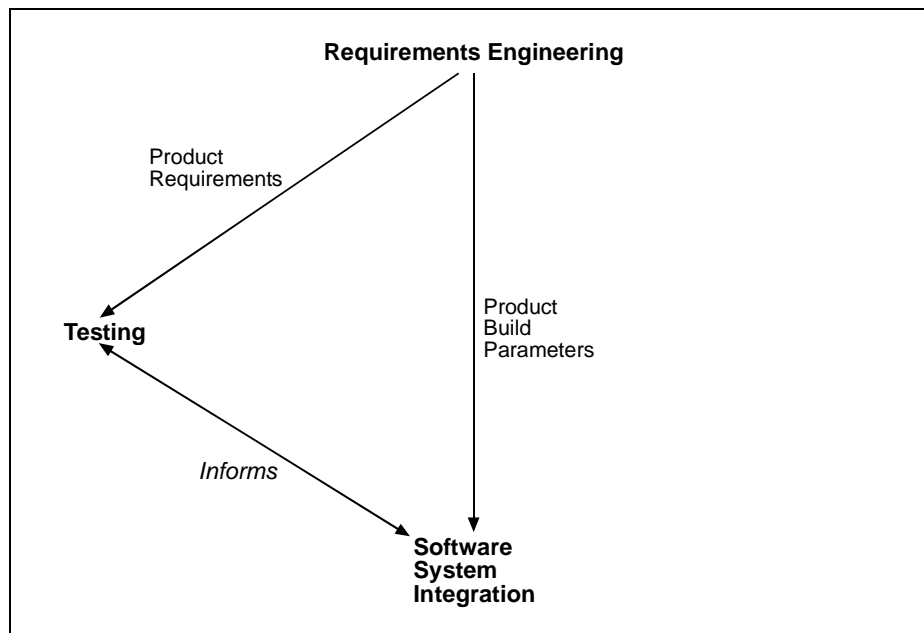 Requirements Engineering
Product
Requirements
Testing
Product
Build
Parameters
Informs
Software
System
Integration